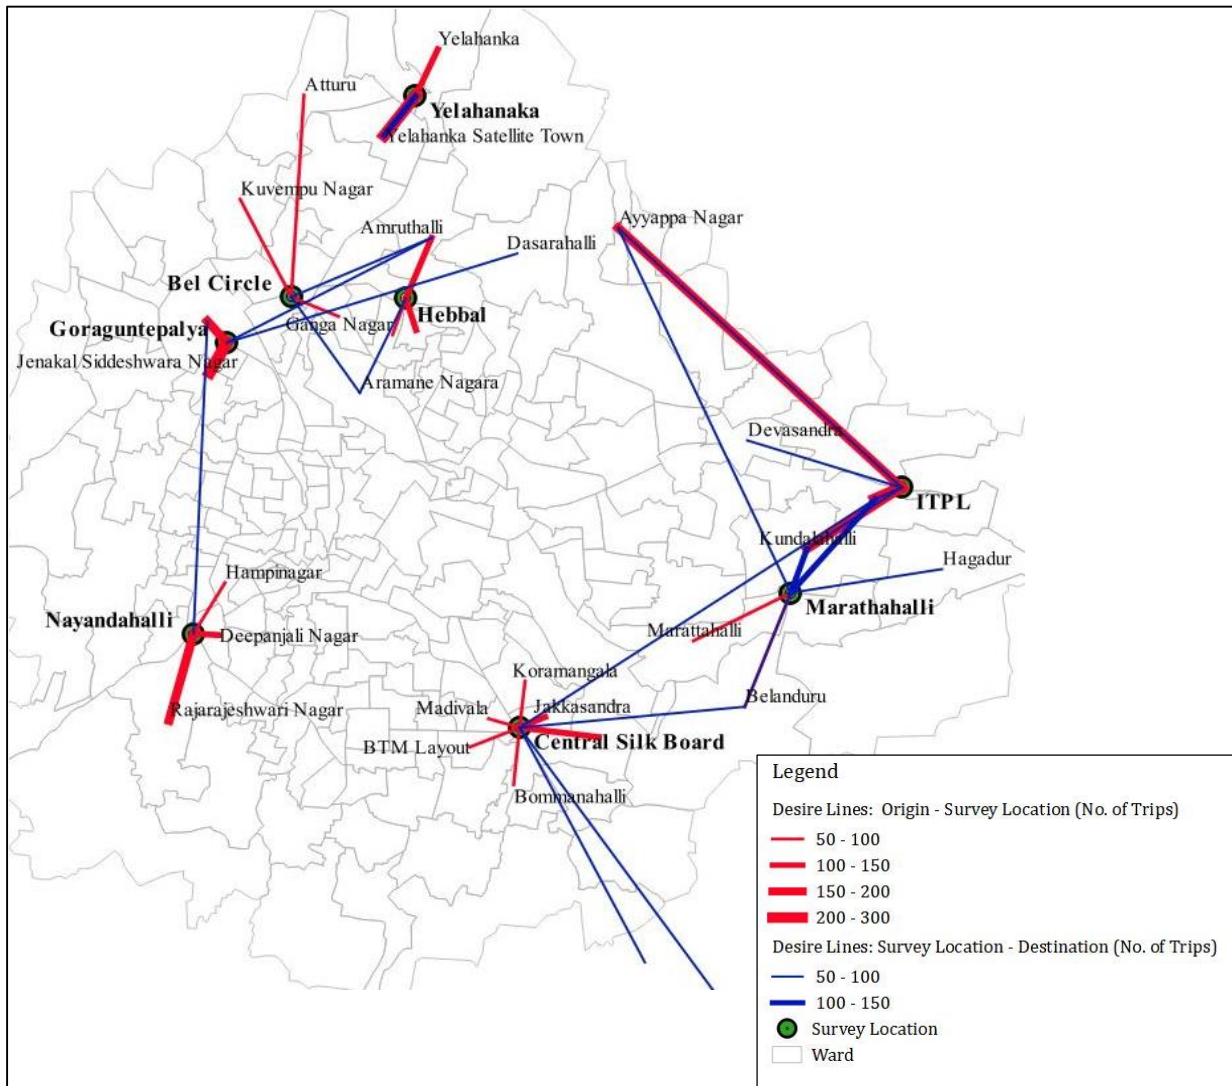 Yelahanka
Atturu
Yelahanaka
Yelahanka Satellite Town
Kuvempu Nagar
Ayyappa Nagar
Amruthalli
Dasarahalli
Bel Circle
Hebbal
Ganga Nagar
Goraguntepalya
Jenakal Siddeshwara Nagar
Aramane Nagara
Devasandra
ITPL
Kundalahalli
Hagadur
Hampinagar
Marathahalli
Nayandahalli
Deepanjali Nagar
Marattahalli
Koramangala
Belanduru
Rajarajeshwari Nagar
Madivala
Jakkasandra
BTM Layout
Central Silk Board
Bommanahalli
Legend
Desire Lines: Origin - Survey Location (No. of Trips)
50 - 100
100 - 150
150 - 200
200 - 300
Desire Lines: Survey Location - Destination (No. of Trips)
50 - 100
100 - 150
Survey Location
Ward